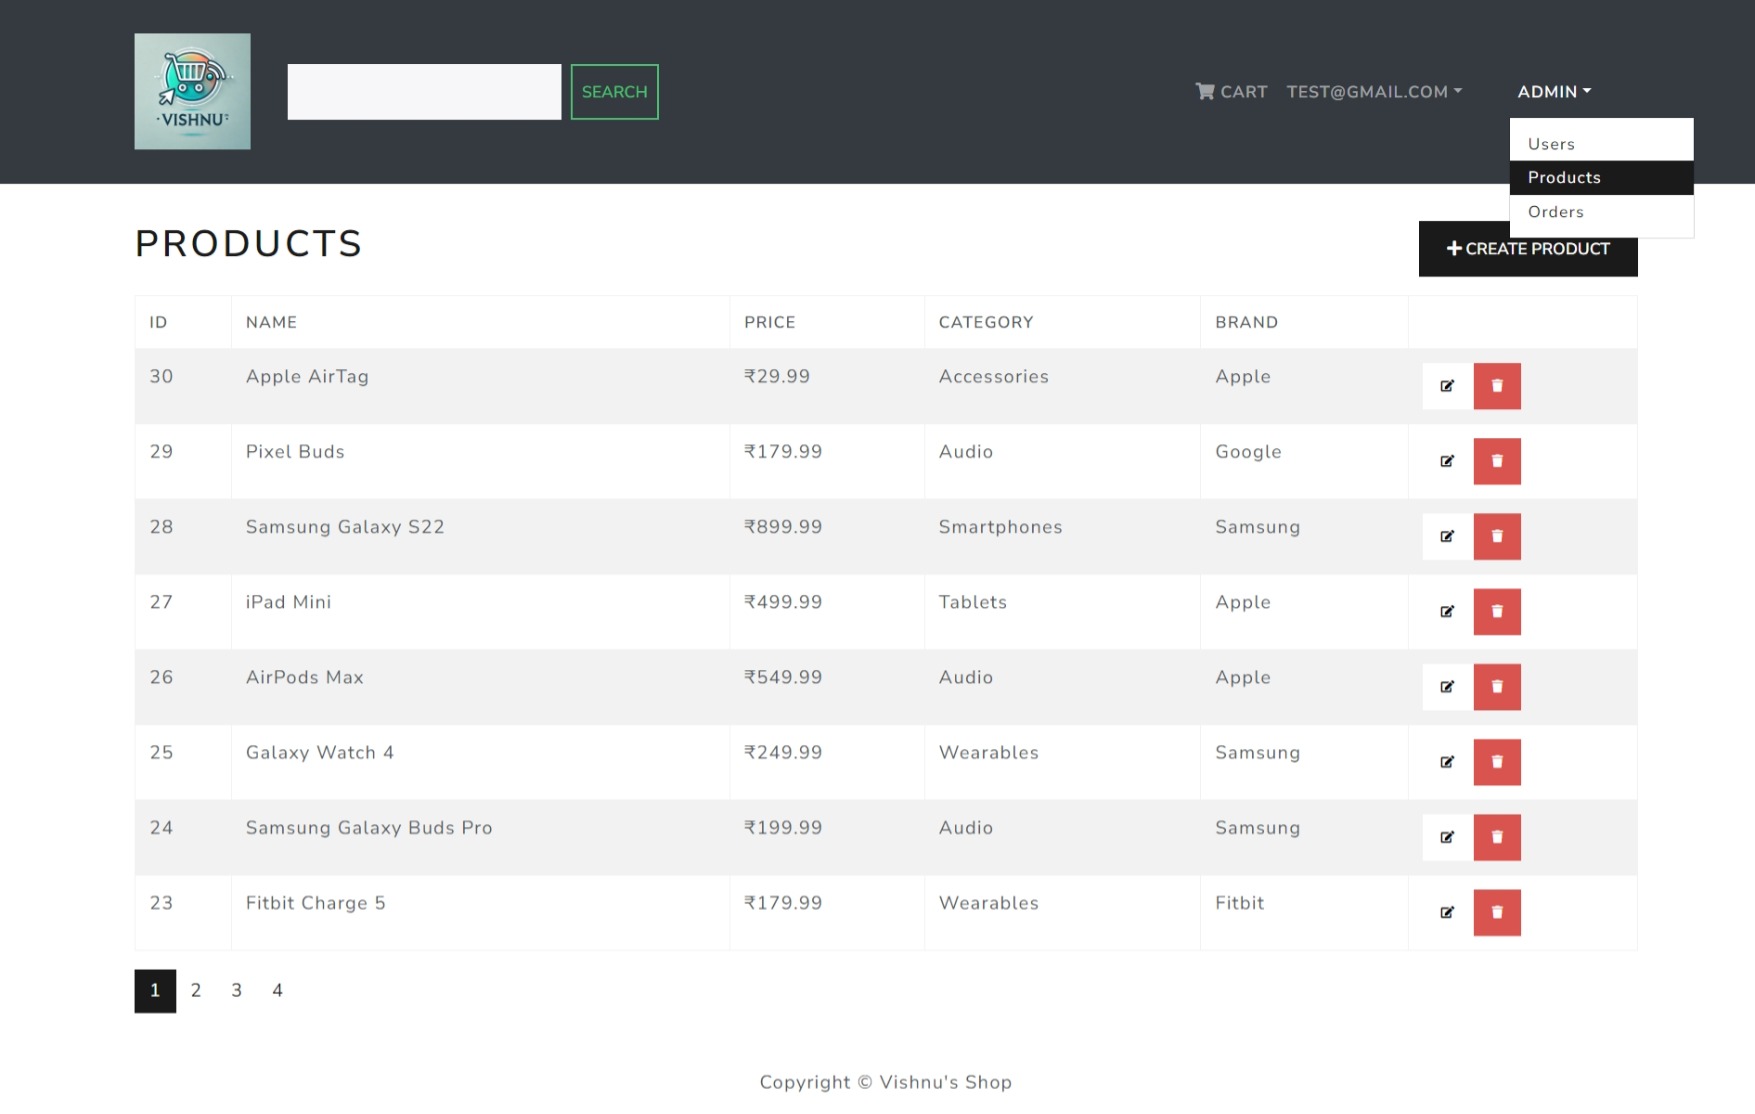 VISHNU
SEARCH
CART TEST@GMAIL.COM ADMIN
Users
Products
Orders
PRODUCTS
CREATE PRODUCT
ID NAME PRICE CATEGORY BRAND
30 Apple AirTag ₹29.99 Accessories Apple
29 Pixel Buds ₹179.99 Audio Google
28 Samsung Galaxy S22 ₹899.99 Smartphones Samsung
27 iPad Mini ₹499.99 Tablets Apple
26 AirPods Max ₹549.99 Audio Apple
25 Galaxy Watch 4 ₹249.99 Wearables Samsung
24 Samsung Galaxy Buds Pro ₹199.99 Audio Samsung
23 Fitbit Charge 5 ₹179.99 Wearables Fitbit
1 2 3 4
Copyright © Vishnu's Shop